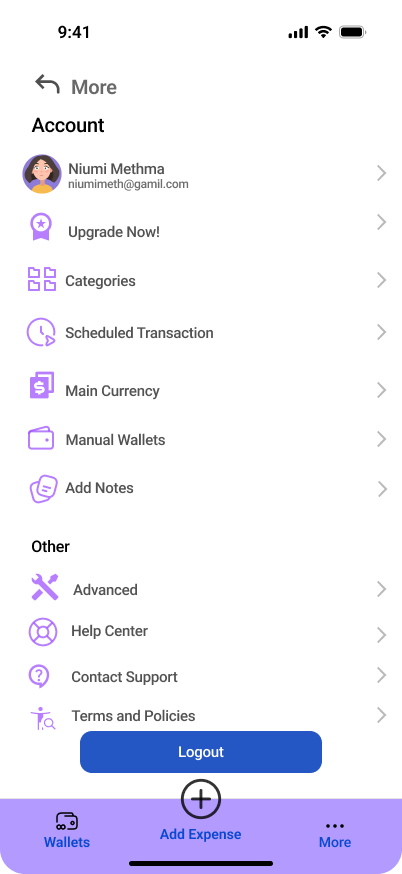 9:41
More
Account
Niumi Methma
niumimeth@gamil.com
Upgrade Now!
Categories
Scheduled Transaction
Main Currency
Manual Wallets
Add Notes
Other
Advanced
Help Center
Contact Support
Terms and Policies
Logout
Wallets
Add Expense
More